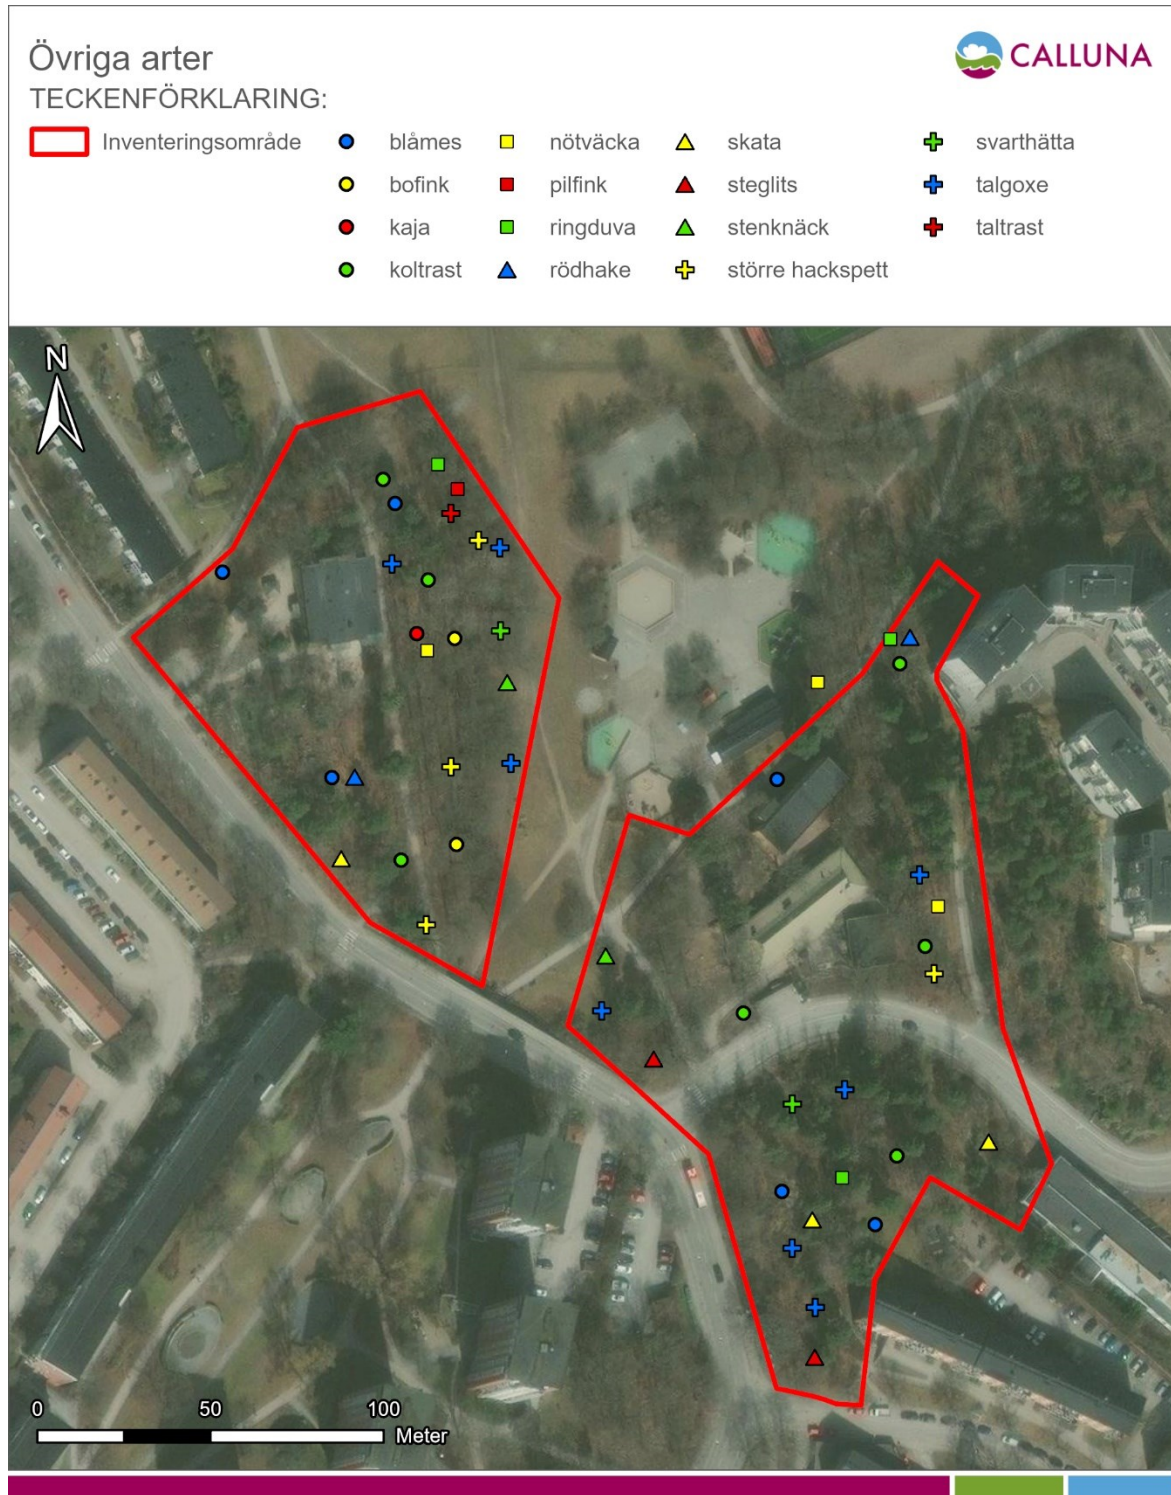 Övriga arter
CALLUNA
TECKENFÖRKLARING:
Inventeringsområde blåmes nötväcka skata svarthätta
bofink pilfink steglits talgoxe
kaja ringduva stenknäck taltrast
koltrast rödhake större hackspett
N
0 50 100
Meter